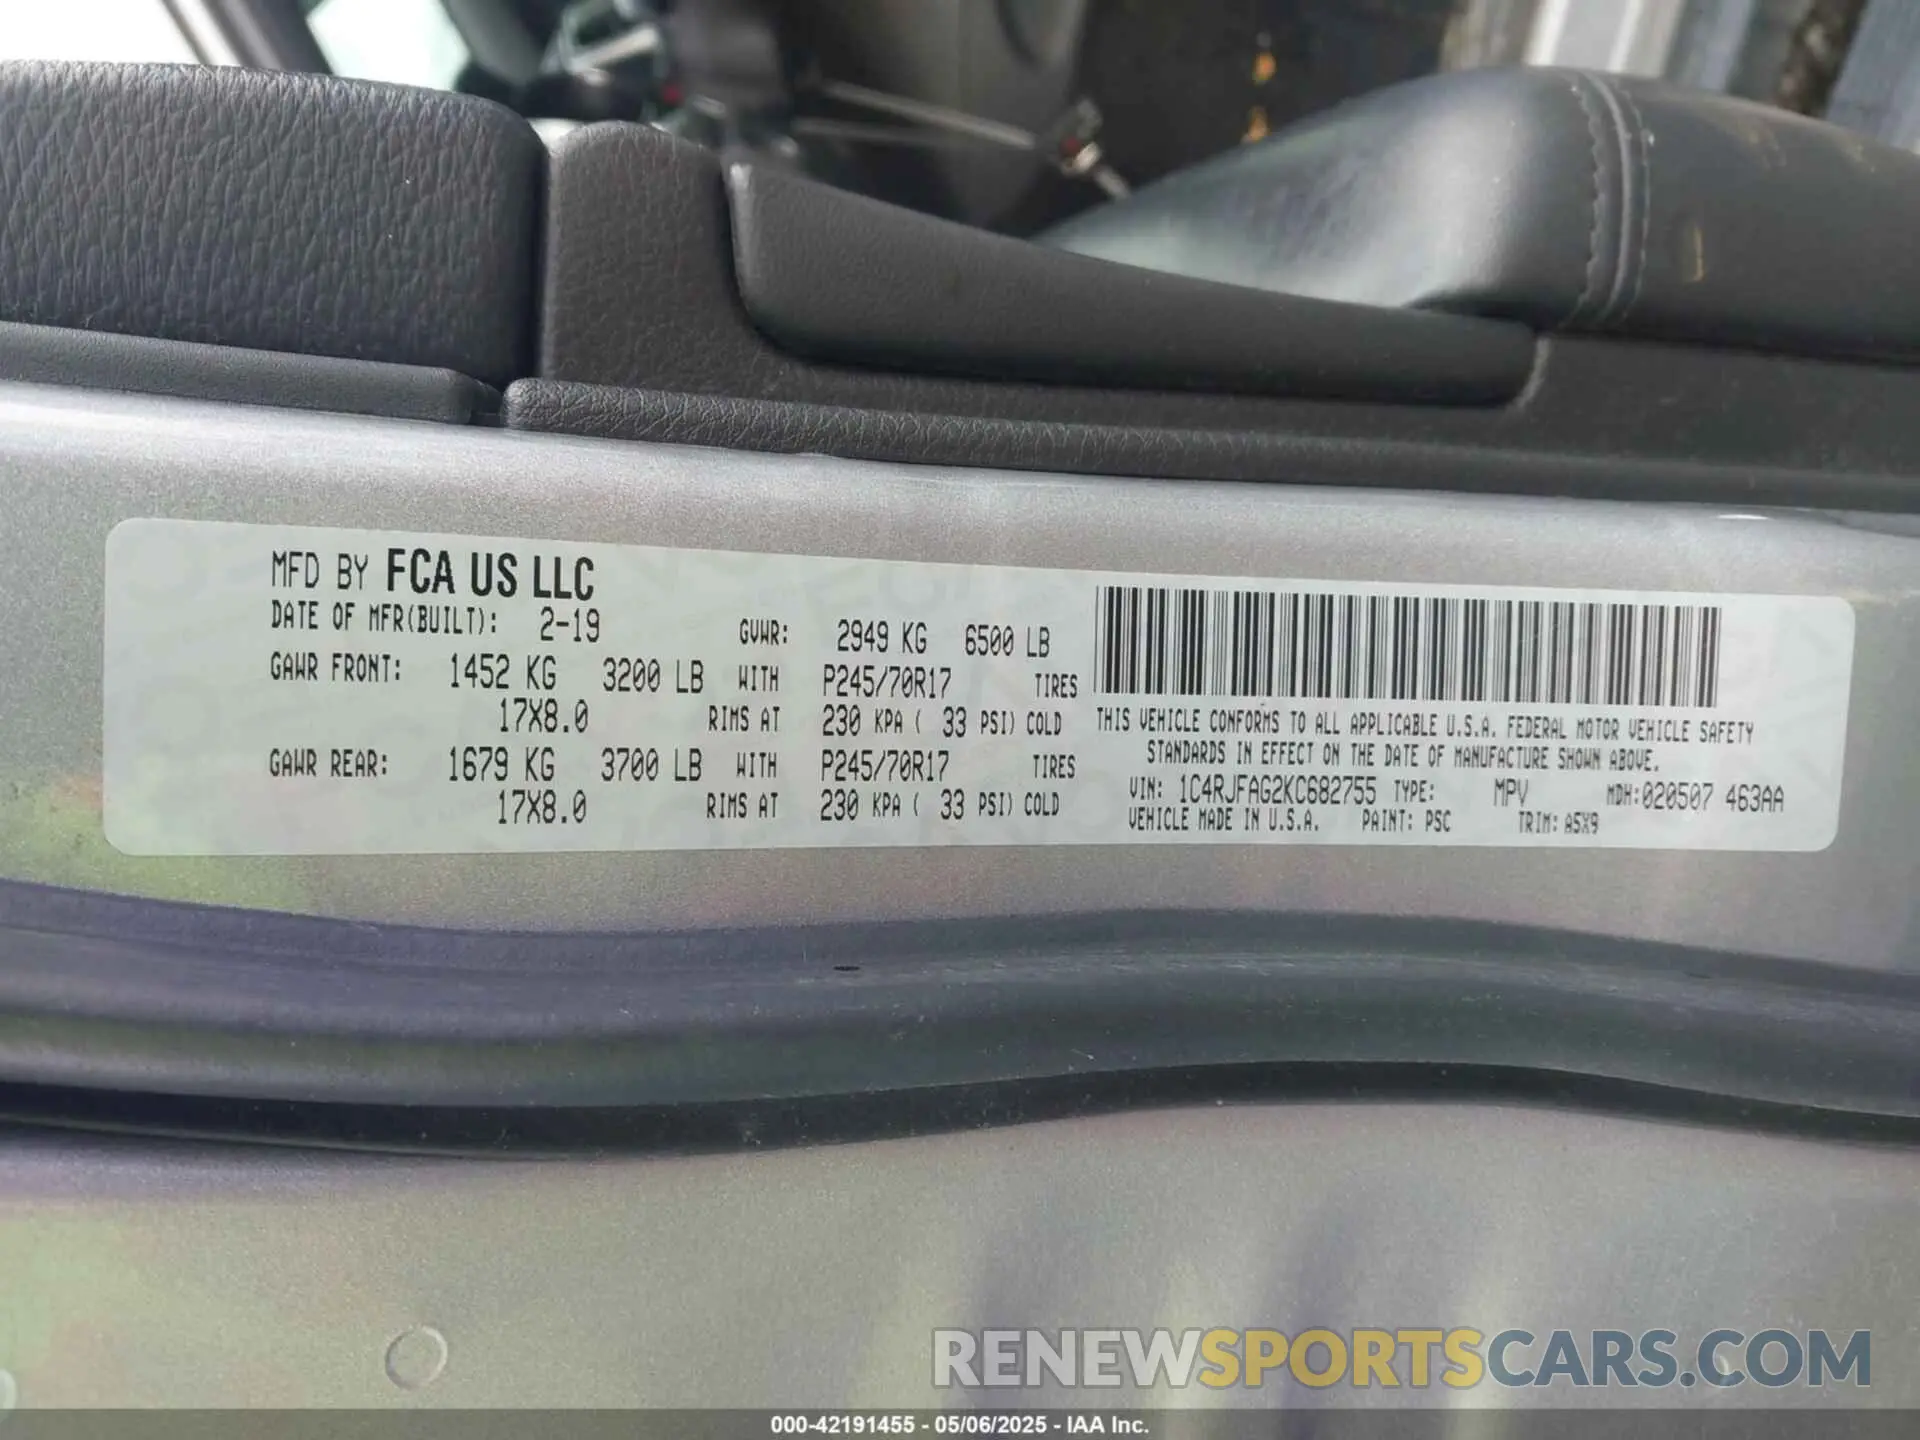 MFD BY FCA US LLC
DATE OF MFR(BUILT): 2-19 GVWR: 2949 KG 6500 LB
GAWR FRONT: 1452 KG 3200 LB WITH P245/70R17 TIRES
17X8.0 RIMS AT 230 KPA ( 33 PSI) COLD
GAWR REAR: 1679 KG 3700 LB WITH P245/70R17 TIRES
17X8.0 RIMS AT 230 KPA ( 33 PSI) COLD
THIS VEHICLE CONFORMS TO ALL APPLICABLE U.S.A. FEDERAL MOTOR VEHICLE SAFETY
STANDARDS IN EFFECT ON THE DATE OF MANUFACTURE SHOWN ABOVE.
VIN: 1C4RJFAG2KC682755 TYPE: MPV MDH:020507 463AA
VEHICLE MADE IN U.S.A. PAINT: PSC TRIM: A5X9
RENEWSPORTSCARS.COM
000-42191455 - 05/06/2025 - IAA Inc.